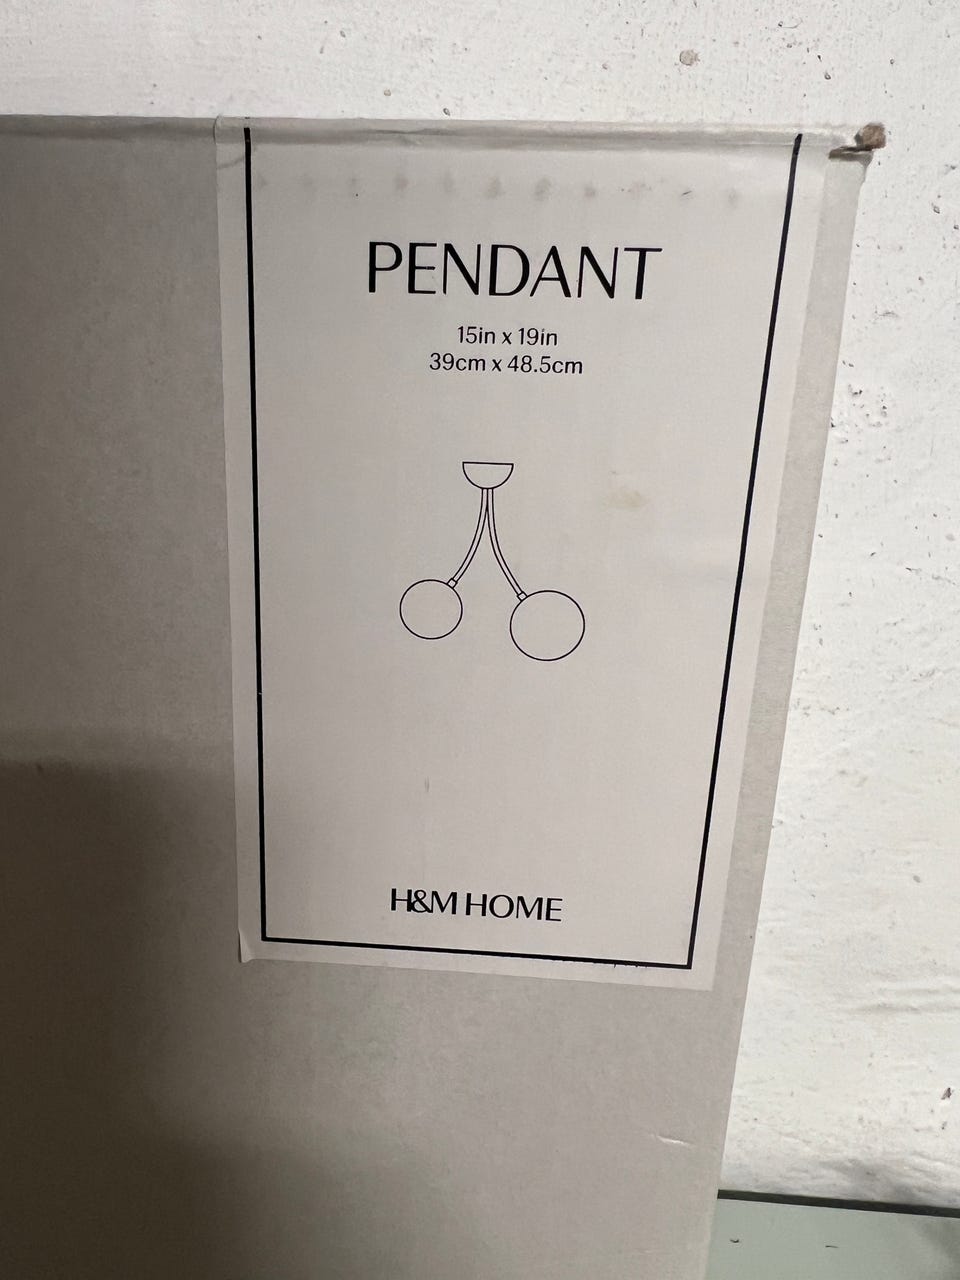 PENDANT
15in x 19in
39cm x 48.5cm
H&M HOME